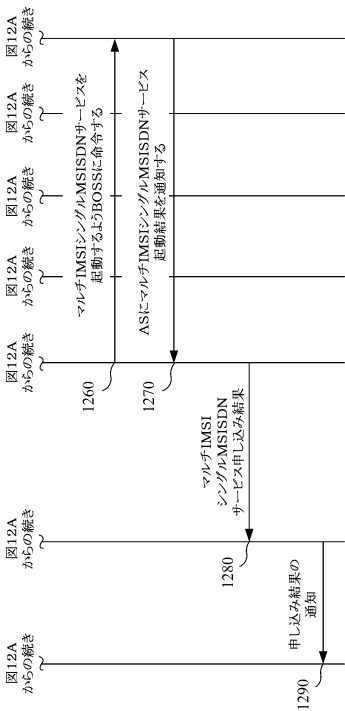 図12A
からの続き
図12A
からの続き
図12A
からの続き
図12A
からの続き
図12A
からの続き
図12A
からの続き
図12A
からの続き
マルチIMSIシングルMSISDNサービスを
起動するようBOSSに命令する
1260
ASにマルチIMSIシングルMSISDNサービス
起動結果を通知する
1270
マルチIMSI
シングルMSISDN
サービス申し込み結果
1280
申し込み結果の
通知
1290